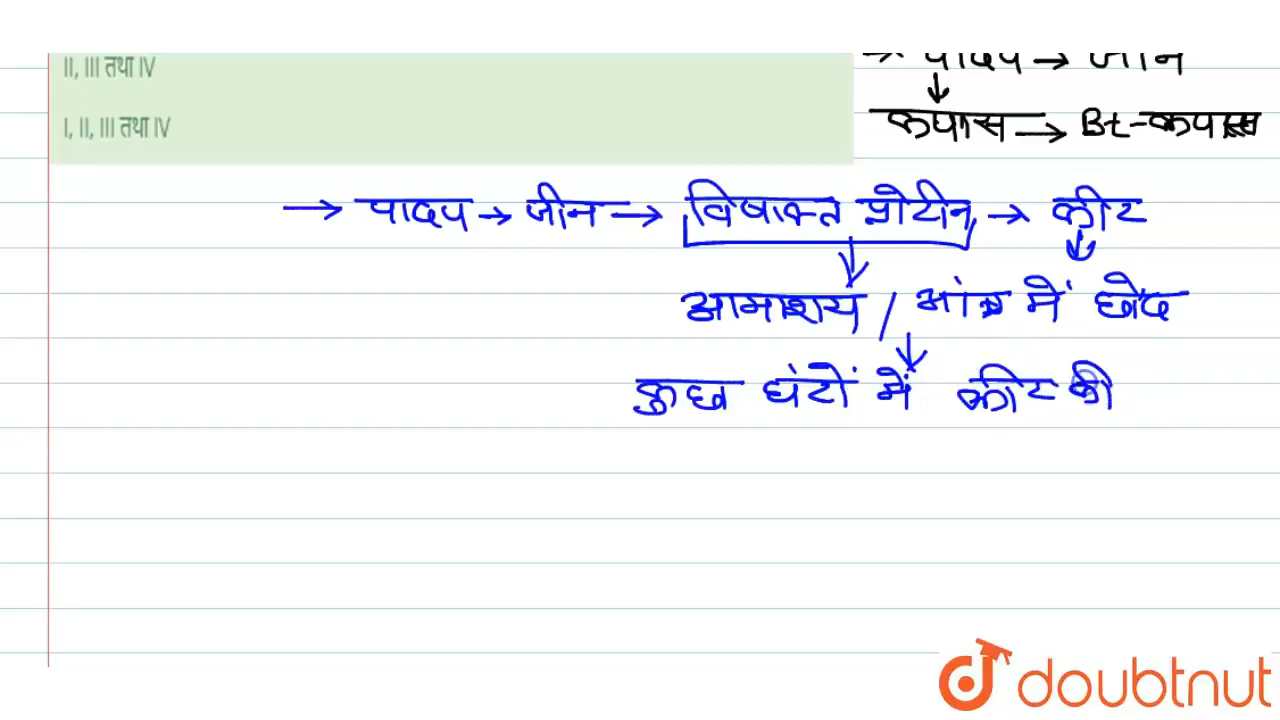 II, III तथा IV
→ पादप → जीन
I, II, III तथा IV
कपास → Bt-कपास
→ पादप → जीन → विषाक्त प्रोटीन → कीट
आमाशय / आंत्र में छेद
कुछ घंटों में कीट की
doubtnut